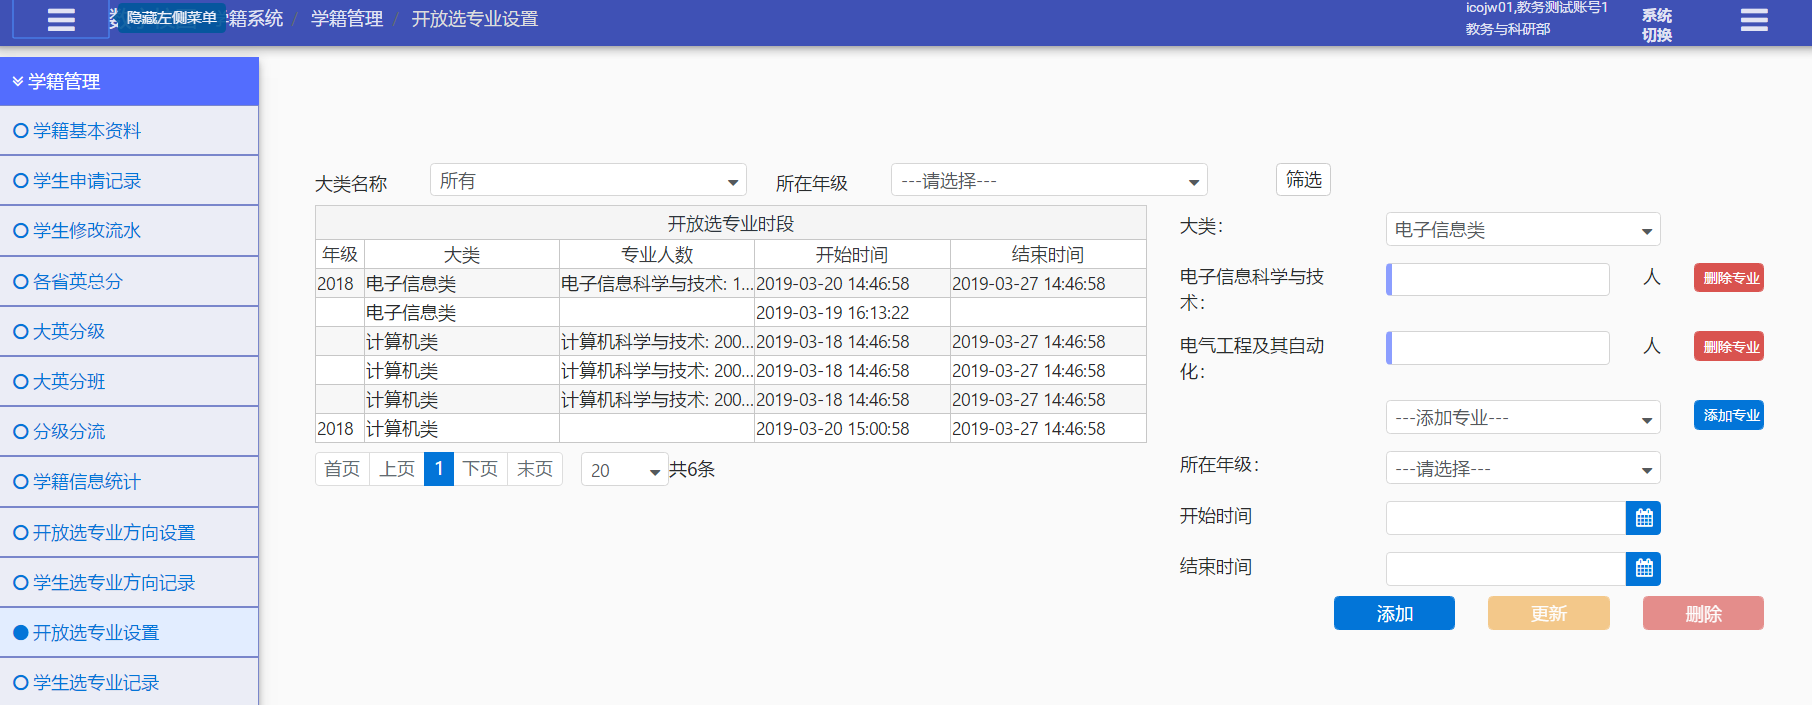 隐藏左侧菜单
籍系统 / 学籍管理 / 开放选专业设置
icojw01,教务测试账号1
教务与科研部
系统
切换
学籍管理
学籍基本资料
学生申请记录
学生修改流水
各省英总分
大英分级
大英分班
分级分流
学籍信息统计
开放选专业方向设置
学生选专业方向记录
开放选专业设置
学生选专业记录
大类名称 所有 所在年级 ---请选择--- 筛选
开放选专业时段
年级 大类 专业人数 开始时间 结束时间
2018 电子信息类 电子信息科学与技术: 1... 2019-03-20 14:46:58 2019-03-27 14:46:58
电子信息类 2019-03-19 16:13:22
计算机类 计算机科学与技术: 200... 2019-03-18 14:46:58 2019-03-27 14:46:58
计算机类 计算机科学与技术: 200... 2019-03-18 14:46:58 2019-03-27 14:46:58
计算机类 计算机科学与技术: 200... 2019-03-18 14:46:58 2019-03-27 14:46:58
2018 计算机类 2019-03-20 15:00:58 2019-03-27 14:46:58
首页 上页 1 下页 末页 20 共6条
大类： 电子信息类
电子信息科学与技
术： 人 删除专业
电气工程及其自动
化： 人 删除专业
---添加专业--- 添加专业
所在年级： ---请选择---
开始时间
结束时间
添加 更新 删除